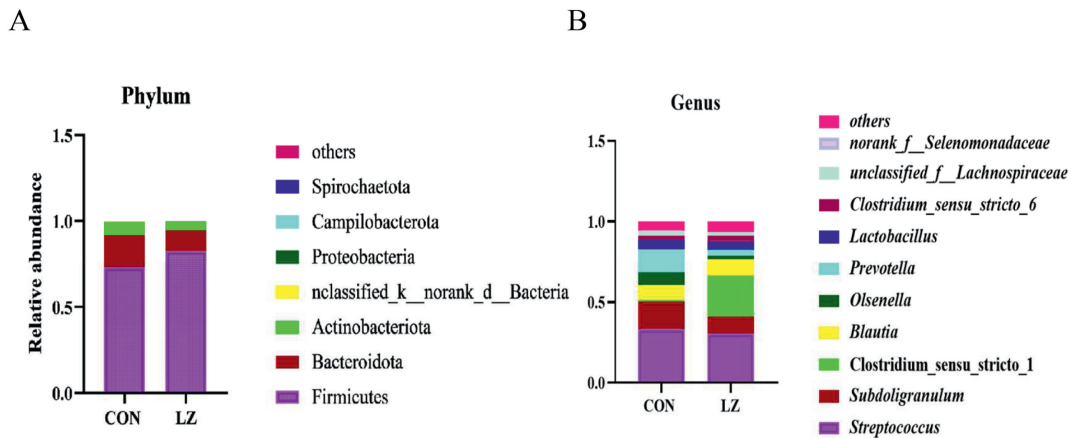 A
B
Phylum
Relative abundance
1.5
1.0
0.5
0.0
CON
LZ
others
Spirochaetota
Campilobacterota
Proteobacteria
nclassified_k__norank_d__Bacteria
Actinobacteriota
Bacteroidota
Firmicutes
Genus
1.5
1.0
0.5
0.0
CON
LZ
others
norank_f__Selenomonadaceae
unclassified_f__Lachnospiraceae
Clostridium_sensu_stricto_6
Lactobacillus
Prevotella
Olsenella
Blautia
Clostridium_sensu_stricto_1
Subdoligranulum
Streptococcus